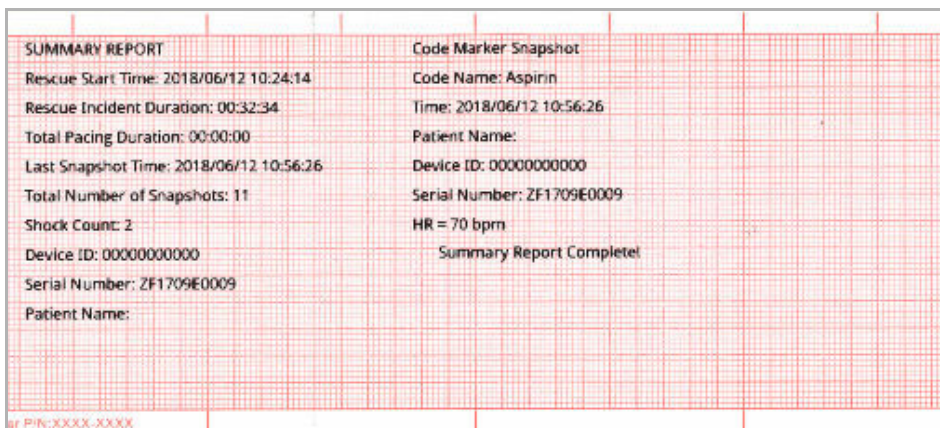 SUMMARY REPORT
Rescue Start Time: 2018/06/12 10:24:14
Rescue Incident Duration: 00:32:34
Total Pacing Duration: 00:00:00
Last Snapshot Time: 2018/06/12 10:56:26
Total Number of Snapshots: 11
Shock Count: 2
Device ID: 00000000000
Serial Number: ZF1709E0009
Patient Name:
Code Marker Snapshot
Code Name: Aspirin
Time: 2018/06/12 10:56:26
Patient Name:
Device ID: 00000000000
Serial Number: ZF1709E0009
HR = 70 bpm
Summary Report Complete!
P/N:XXXX-XXXX